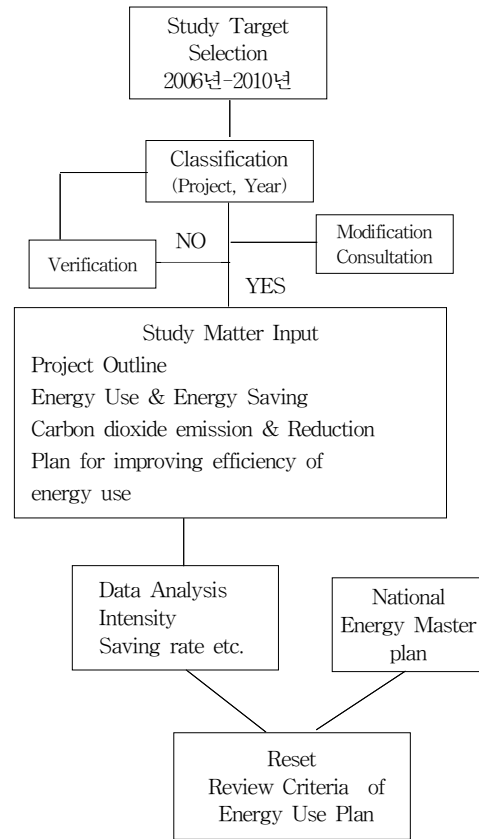 Study Target
Selection
2006년-2010년
Classification
(Project, Year)
NO
Modification
Consultation
Verification
YES
Study Matter Input
Project Outline
Energy Use & Energy Saving
Carbon dioxide emission & Reduction
Plan for improving efficiency of
energy use
Data Analysis
Intensity
Saving rate etc.
National
Energy Master
plan
Reset
Review Criteria of
Energy Use Plan